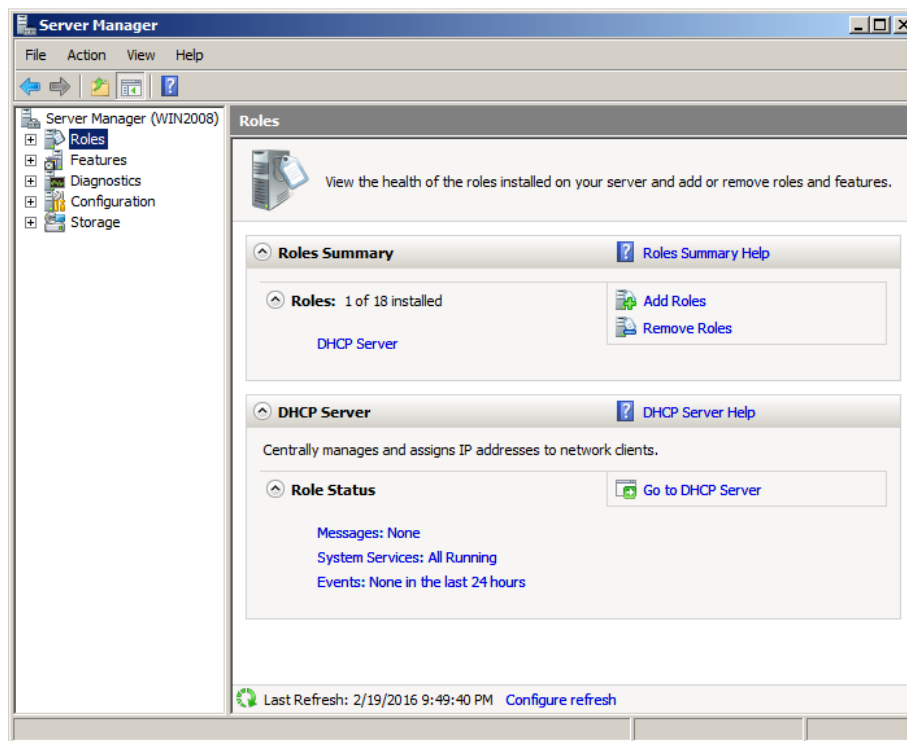 Server Manager
File Action View Help
Server Manager (WIN2008)
Roles
Features
Diagnostics
Configuration
Storage
Roles
View the health of the roles installed on your server and add or remove roles and features.
Roles Summary
Roles Summary Help
Roles: 1 of 18 installed
Add Roles
Remove Roles
DHCP Server
DHCP Server
DHCP Server Help
Centrally manages and assigns IP addresses to network clients.
Role Status
Go to DHCP Server
Messages: None
System Services: All Running
Events: None in the last 24 hours
Last Refresh: 2/19/2016 9:49:40 PM Configure refresh